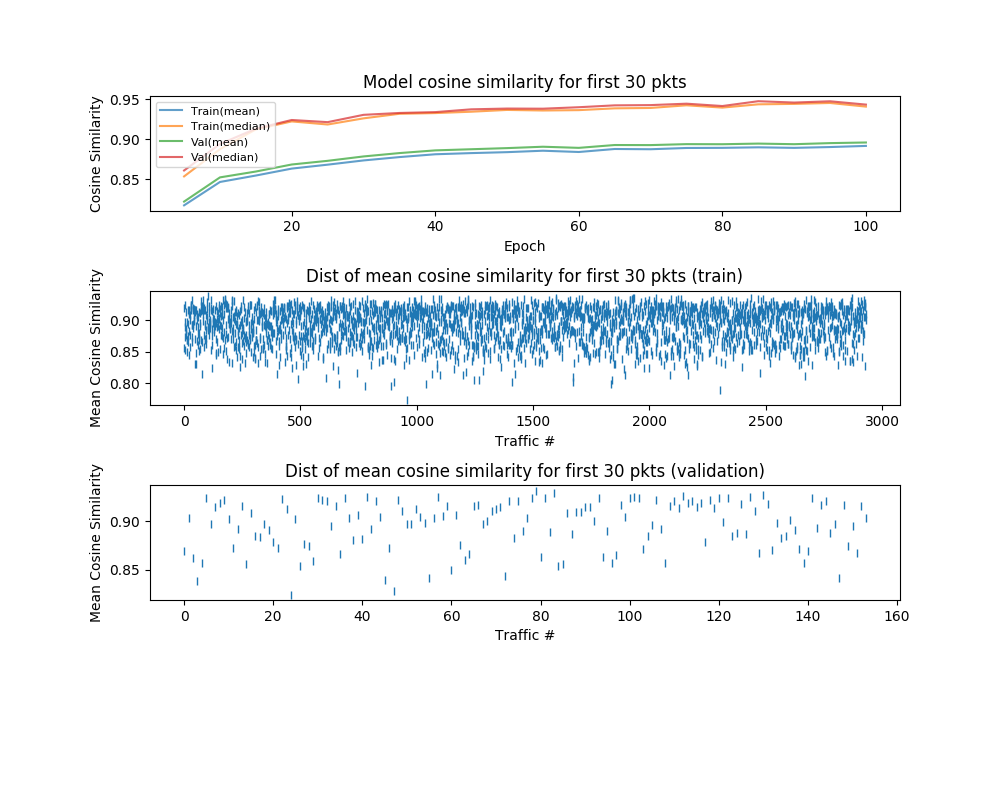 Model cosine similarity for first 30 pkts
Cosine Similarity
0.95
0.90
0.85
Train(mean)
Train(median)
Val(mean)
Val(median)
20 40 60 80 100
Epoch
Dist of mean cosine similarity for first 30 pkts (train)
Mean Cosine Similarity
0.90
0.85
0.80
0 500 1000 1500 2000 2500 3000
Traffic #
Dist of mean cosine similarity for first 30 pkts (validation)
Mean Cosine Similarity
0.90
0.85
0 20 40 60 80 100 120 140 160
Traffic #